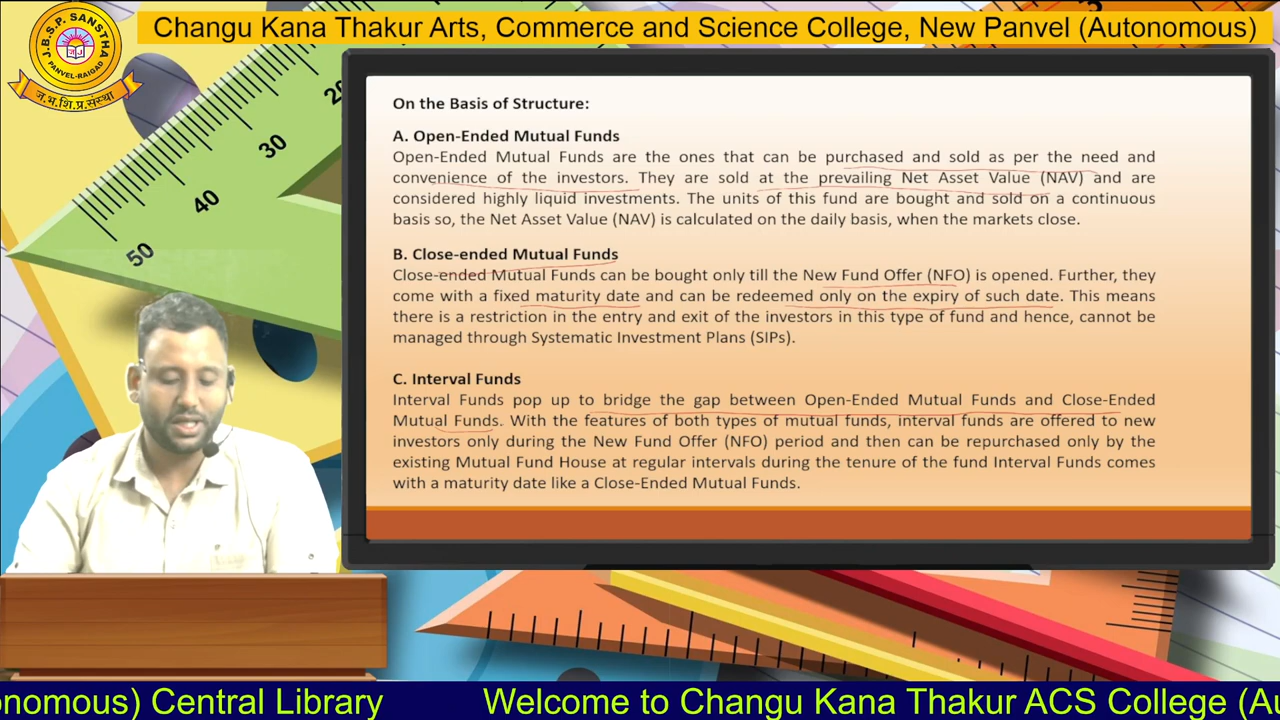 Changu Kana Thakur Arts, Commerce and Science College, New Panvel (Autonomous)
J.B.S.P. SANSTHA
PANVEL-RAIGAD
ज.भ.शि.प्र.संस्था
20
30
40
50
On the Basis of Structure:
A. Open-Ended Mutual Funds
Open-Ended Mutual Funds are the ones that can be purchased and sold as per the need and
convenience of the investors. They are sold at the prevailing Net Asset Value (NAV) and are
considered highly liquid investments. The units of this fund are bought and sold on a continuous
basis so, the Net Asset Value (NAV) is calculated on the daily basis, when the markets close.
B. Close-ended Mutual Funds
Close-ended Mutual Funds can be bought only till the New Fund Offer (NFO) is opened. Further, they
come with a fixed maturity date and can be redeemed only on the expiry of such date. This means
there is a restriction in the entry and exit of the investors in this type of fund and hence, cannot be
managed through Systematic Investment Plans (SIPs).
C. Interval Funds
Interval Funds pop up to bridge the gap between Open-Ended Mutual Funds and Close-Ended
Mutual Funds. With the features of both types of mutual funds, interval funds are offered to new
investors only during the New Fund Offer (NFO) period and then can be repurchased only by the
existing Mutual Fund House at regular intervals during the tenure of the fund Interval Funds comes
with a maturity date like a Close-Ended Mutual Funds.
onomous) Central Library Welcome to Changu Kana Thakur ACS College (Au